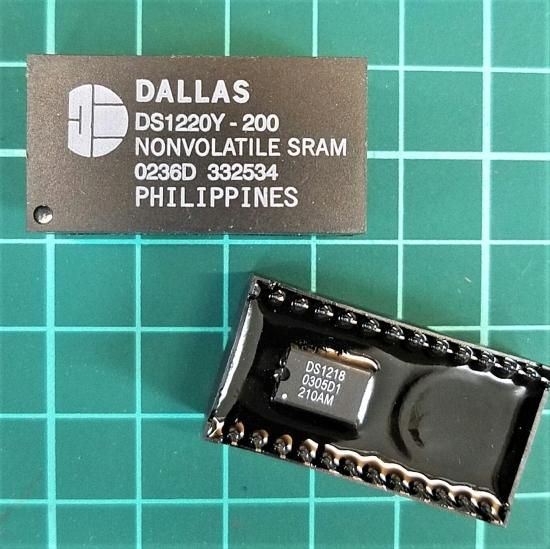 DALLAS
DS1220Y-200
NONVOLATILE SRAM
0236D 332534
PHILIPPINES
DS1218
0305D1
210AM